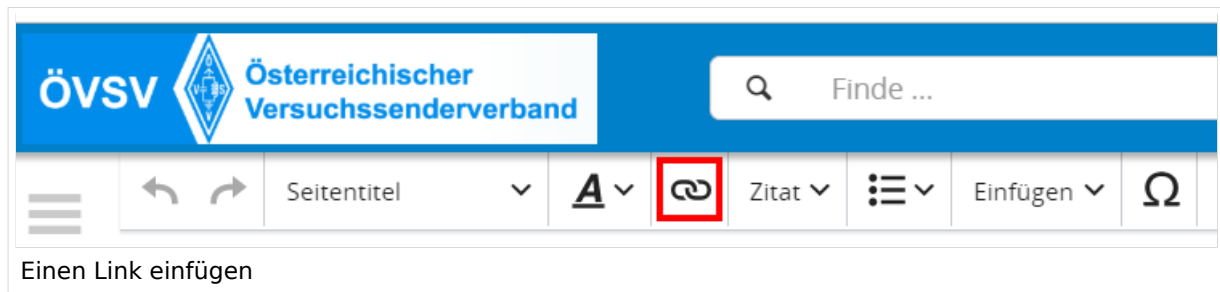 ÖVSV
Österreichischer
Versuchssenderverband
Finde ...
Seitentitel A Zitat Einfügen Ω
Einen Link einfügen